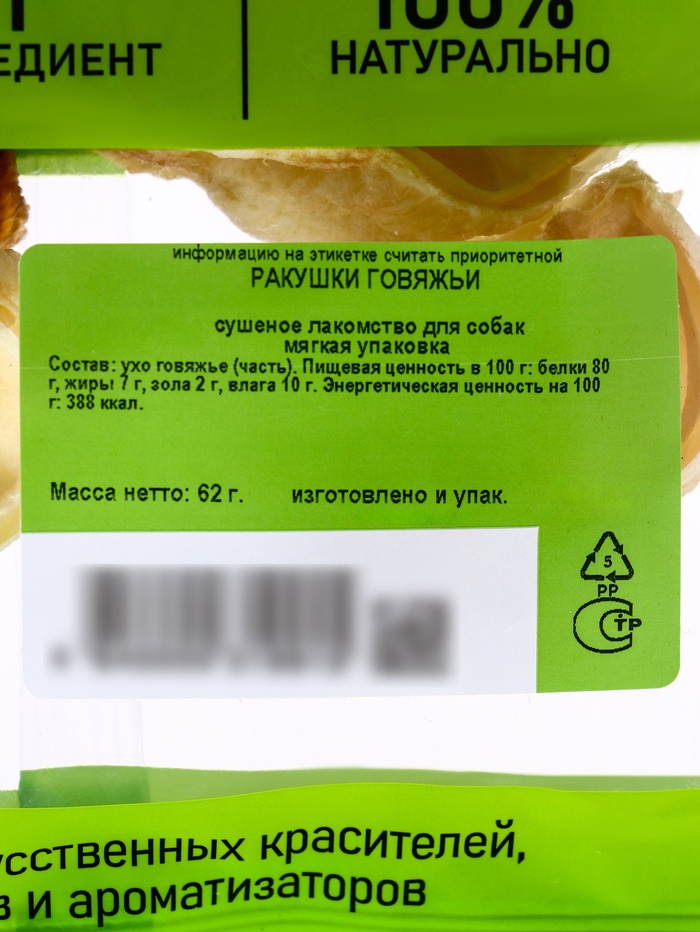 100%
ЕДИЕНТ
НАТУРАЛЬНО
информацию на этикетке считать приоритетной
РАКУШКИ ГОВЯЖЬИ
сушеное лакомство для собак
мягкая упаковка
Состав: ухо говяжье (часть). Пищевая ценность в 100 г: белки 80
г, жиры 7 г, зола 2 г, влага 10 г. Энергетическая ценность на 100
г: 388 ккал.
Масса нетто: 62 г. изготовлено и упак.
5
PP
СТР
усственных красителей,
в и ароматизаторов